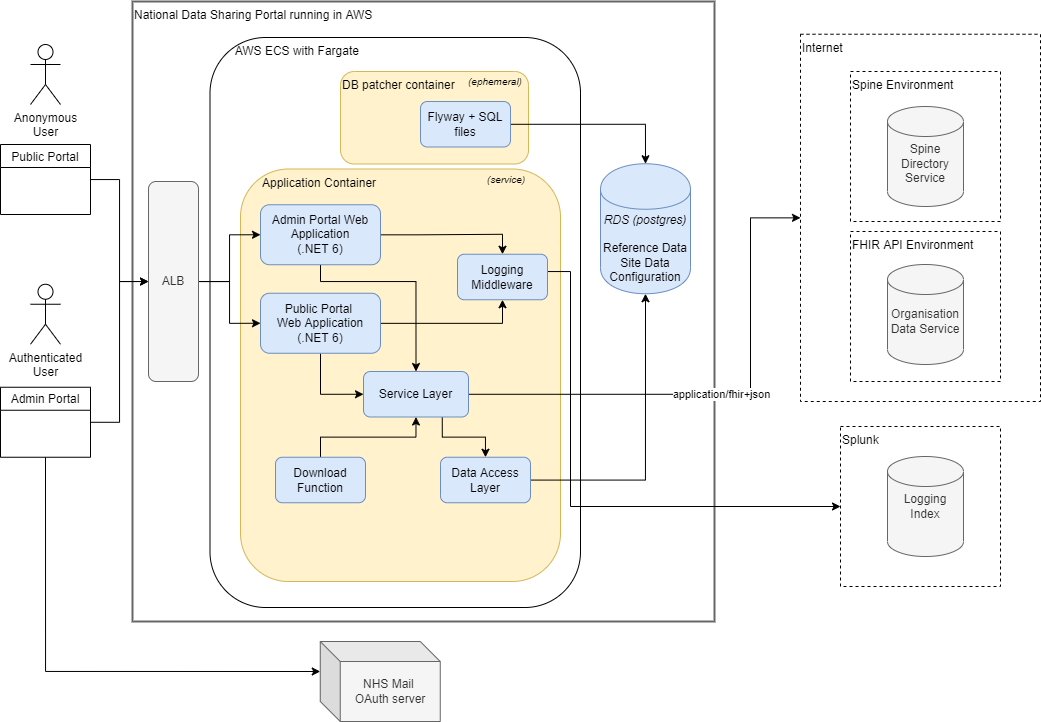 National Data Sharing Portal running in AWS
AWS ECS with Fargate
DB patcher container
(ephemeral)
Flyway + SQL
files
Anonymous
User
Public Portal
Application Container
(service)
Admin Portal Web
Application
(.NET 6)
Logging
Middleware
Public Portal
Web Application
(.NET 6)
ALB
Service Layer
Download
Function
Data Access
Layer
RDS (postgres)
Reference Data
Site Data
Configuration
application/fhir+json
Authenticated
User
Admin Portal
NHS Mail
OAuth server
Internet
Spine Environment
Spine
Directory
Service
FHIR API Environment
Organisation
Data Service
Splunk
Logging
Index